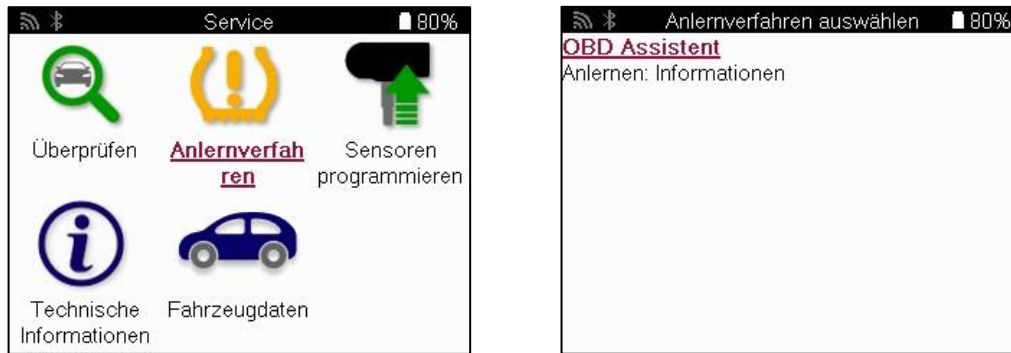 Service 80%
Überprüfen
Anlernverfah
ren
Sensoren
programmieren
Technische
Informationen
Fahrzeugdaten
Anlernverfahren auswählen 80%
OBD Assistent
Anlernen: Informationen